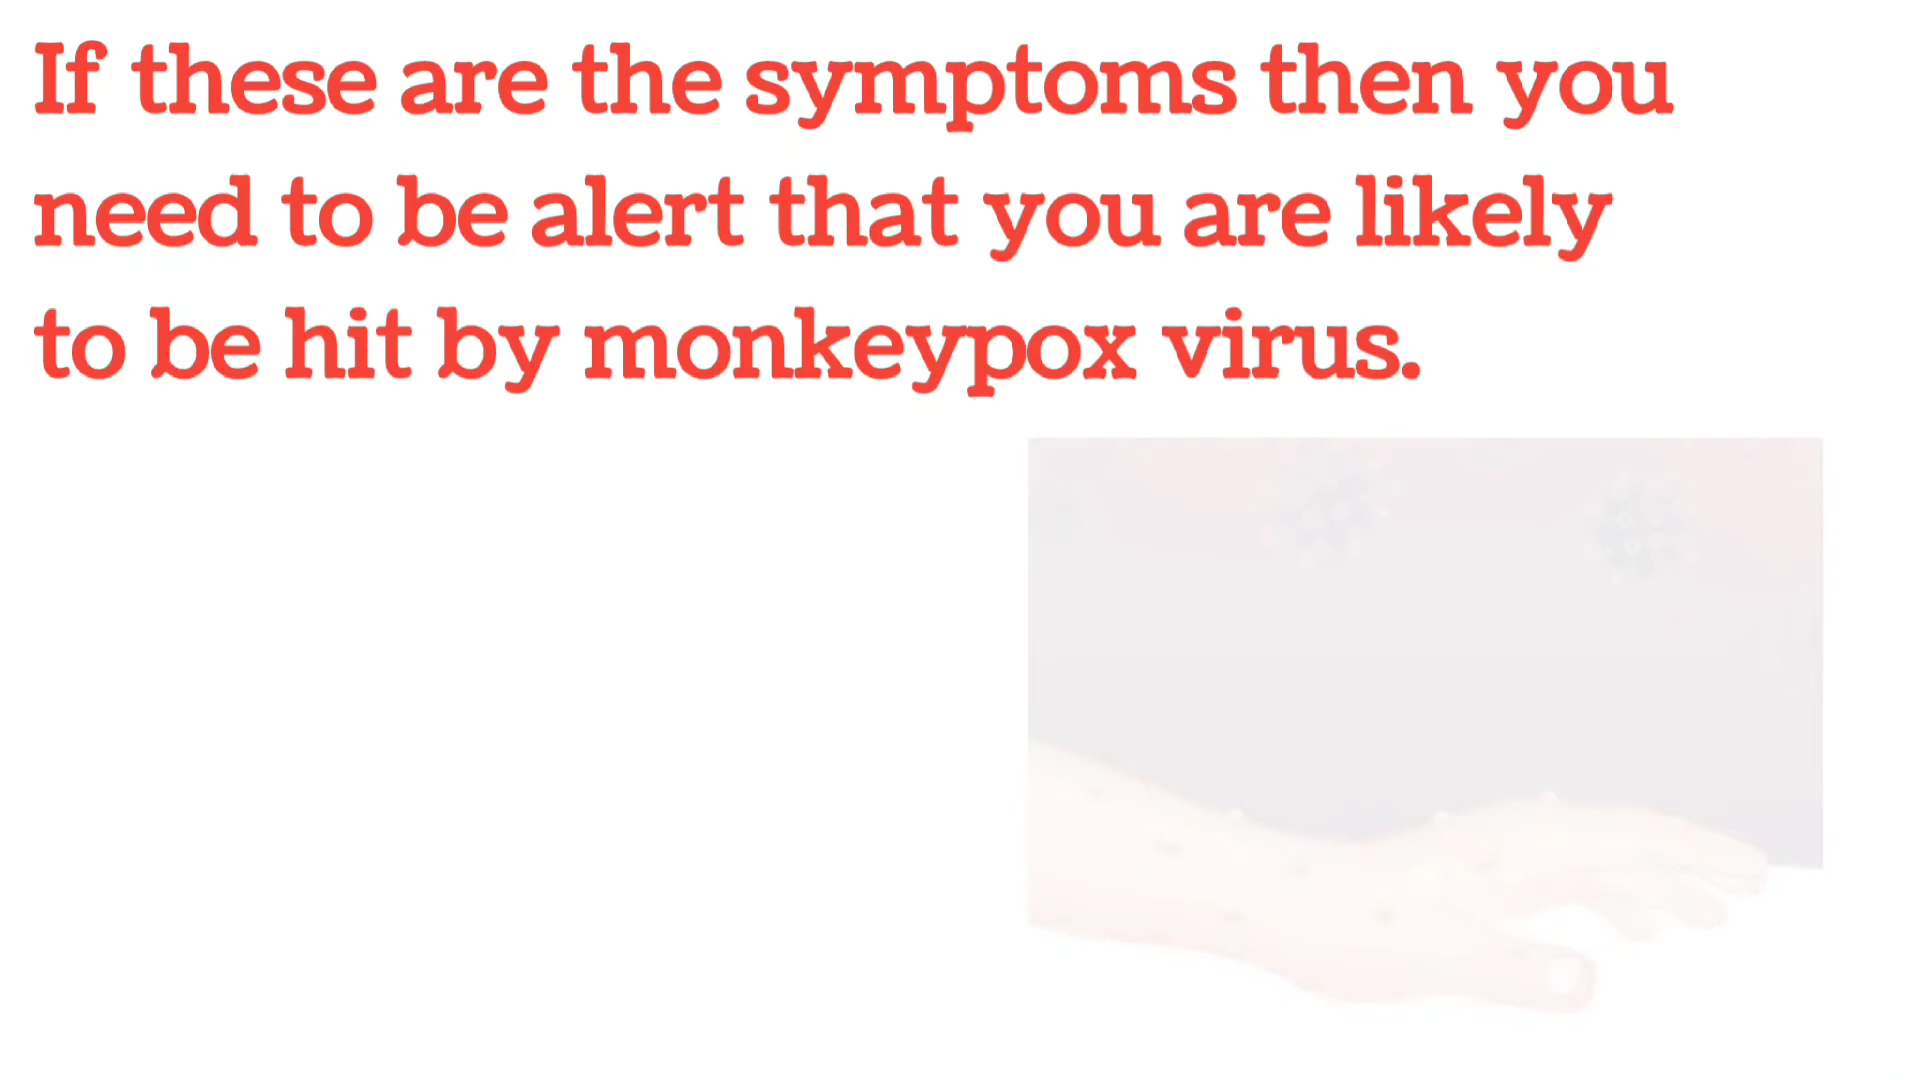 If these are the symptoms then you
need to be alert that you are likely
to be hit by monkeypox virus.